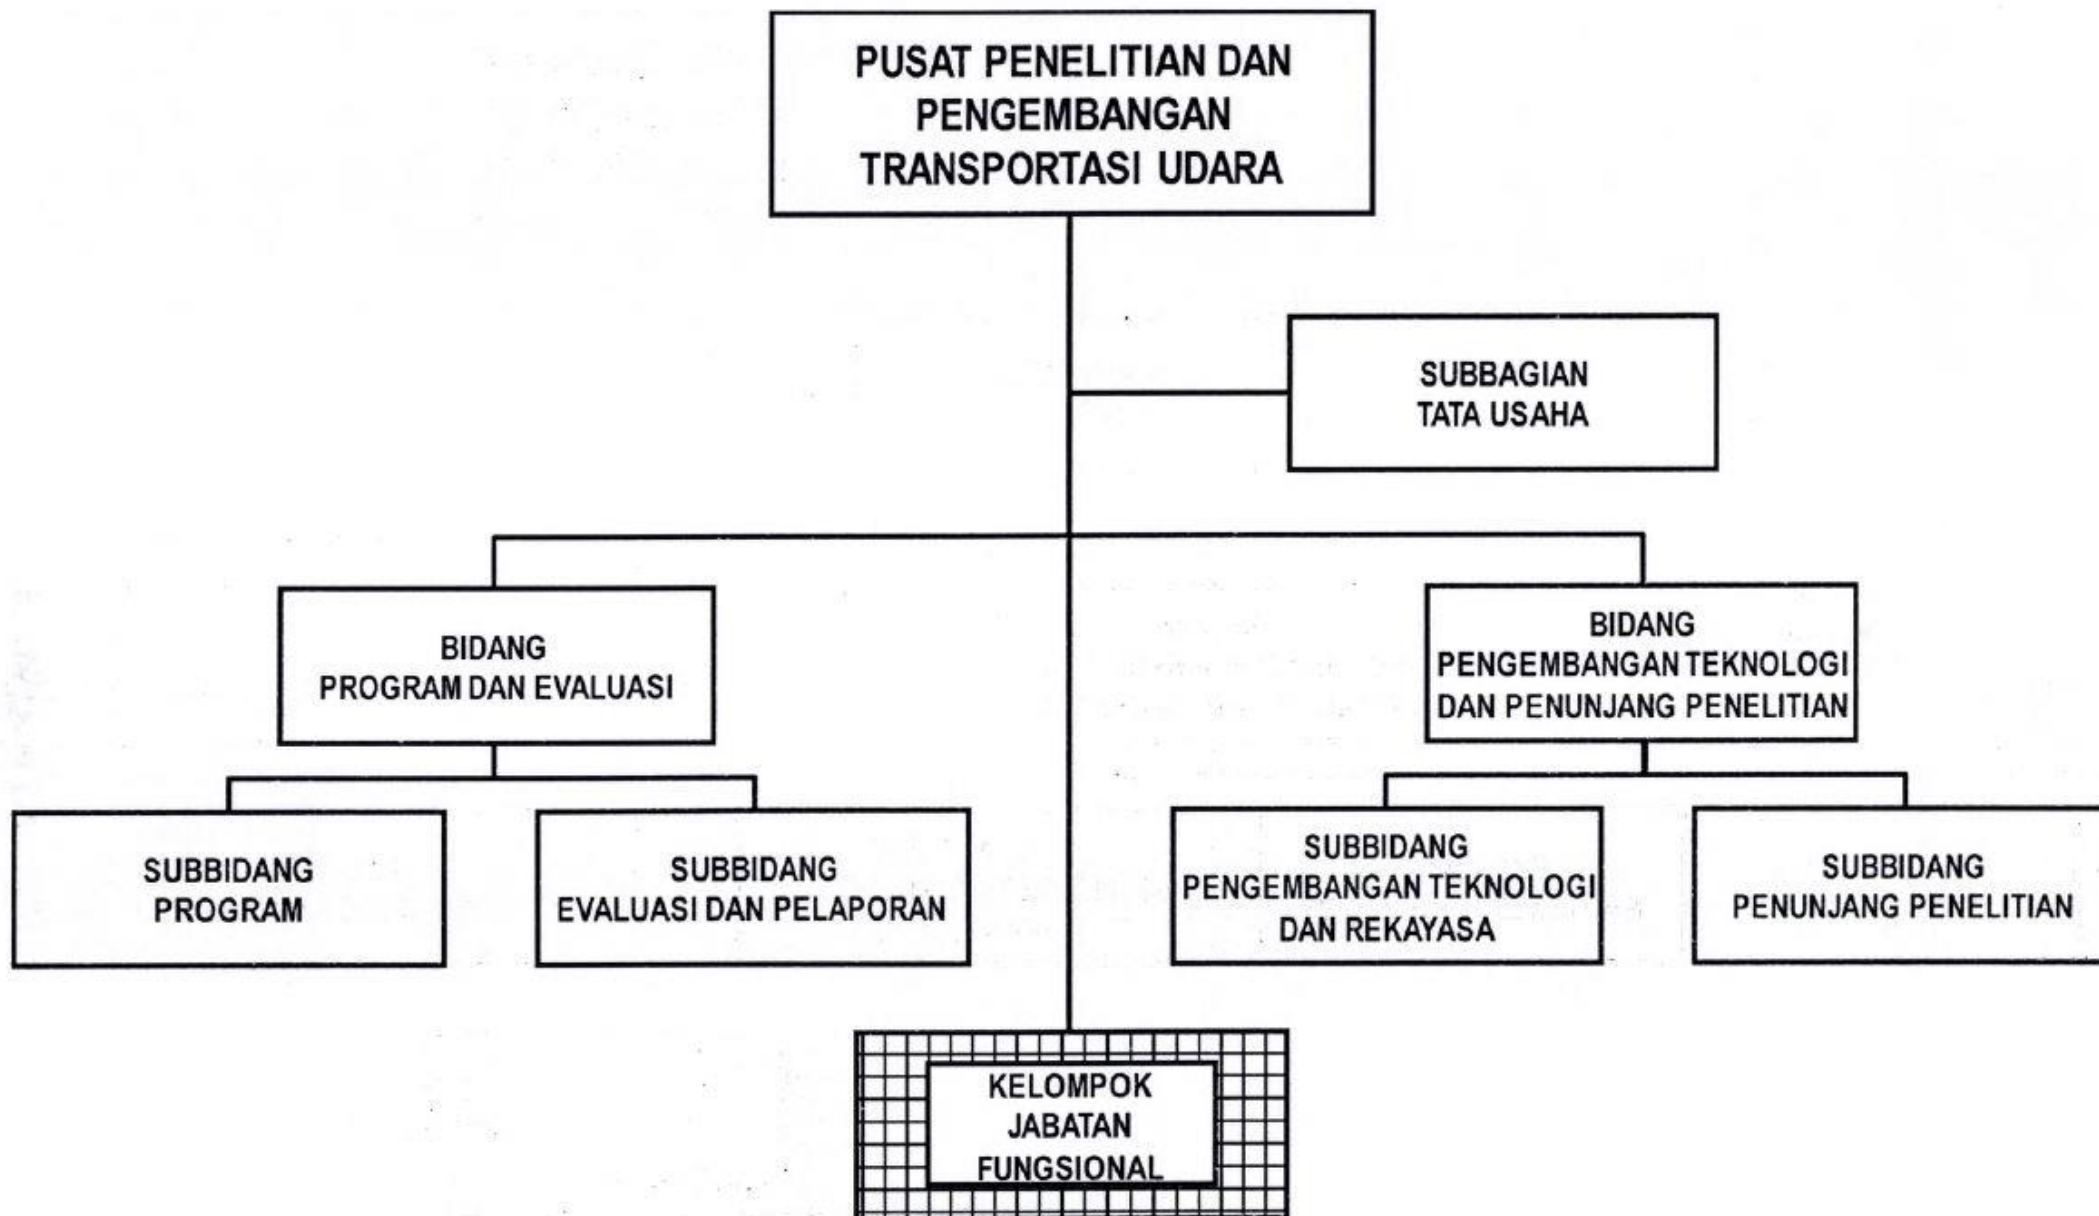 PUSAT PENELITIAN DAN
PENGEMBANGAN
TRANSPORTASI UDARA
SUBBAGIAN
TATA USAHA
BIDANG
PROGRAM DAN EVALUASI
BIDANG
PENGEMBANGAN TEKNOLOGI
DAN PENUNJANG PENELITIAN
SUBBIDANG
PROGRAM
SUBBIDANG
EVALUASI DAN PELAPORAN
SUBBIDANG
PENGEMBANGAN TEKNOLOGI
DAN REKAYASA
SUBBIDANG
PENUNJANG PENELITIAN
KELOMPOK
JABATAN
FUNGSIONAL